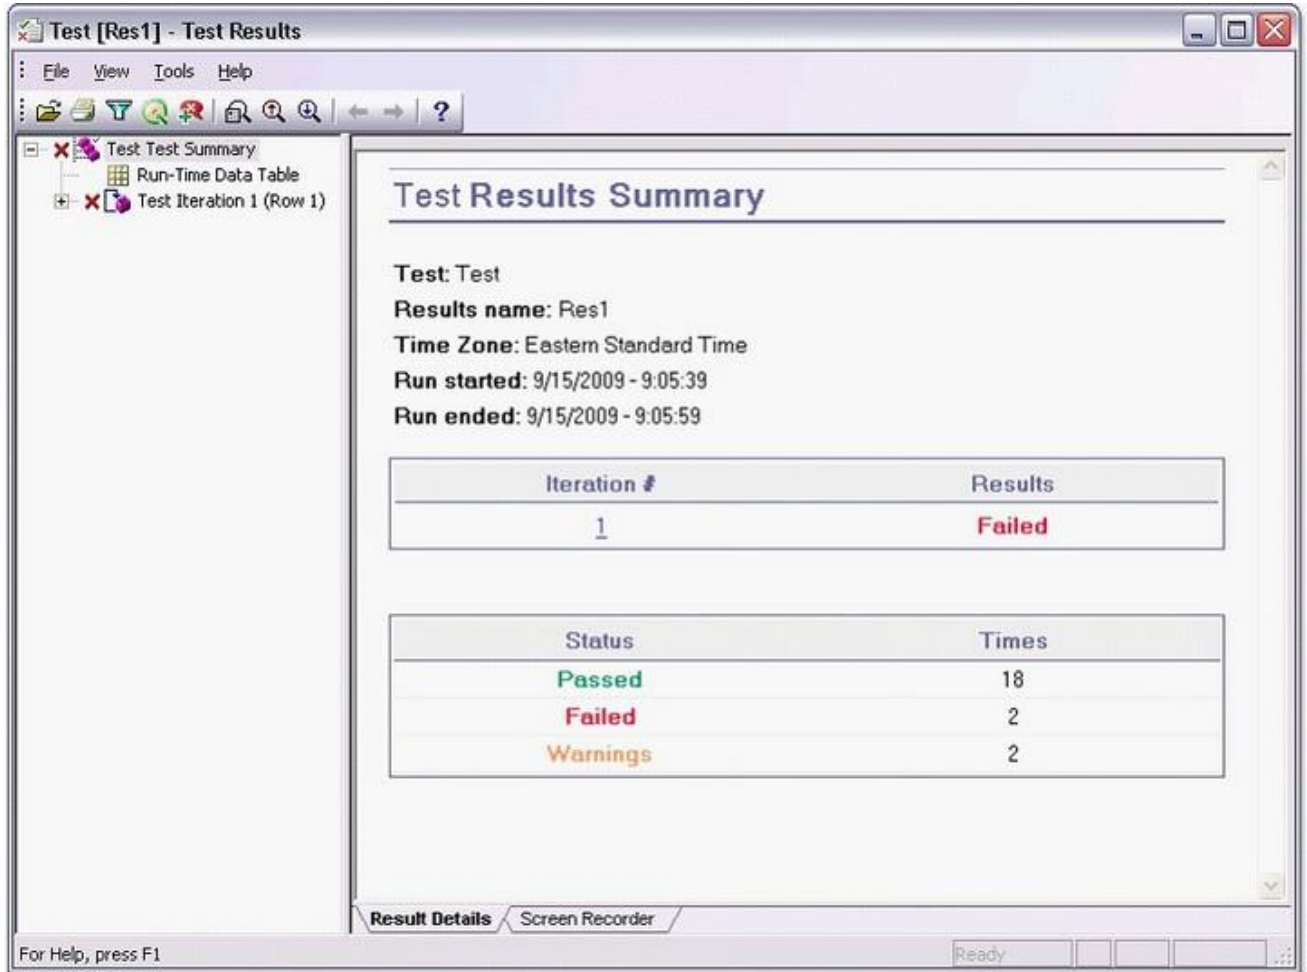 Test [Res1] - Test Results
File View Tools Help
?
Test Test Summary
Run-Time Data Table
Test Iteration 1 (Row 1)
Test Results Summary
Test: Test
Results name: Res1
Time Zone: Eastern Standard Time
Run started: 9/15/2009 - 9:05:39
Run ended: 9/15/2009 - 9:05:59
Iteration # Results
1 Failed
Status Times
Passed 18
Failed 2
Warnings 2
Result Details Screen Recorder
For Help, press F1 Ready